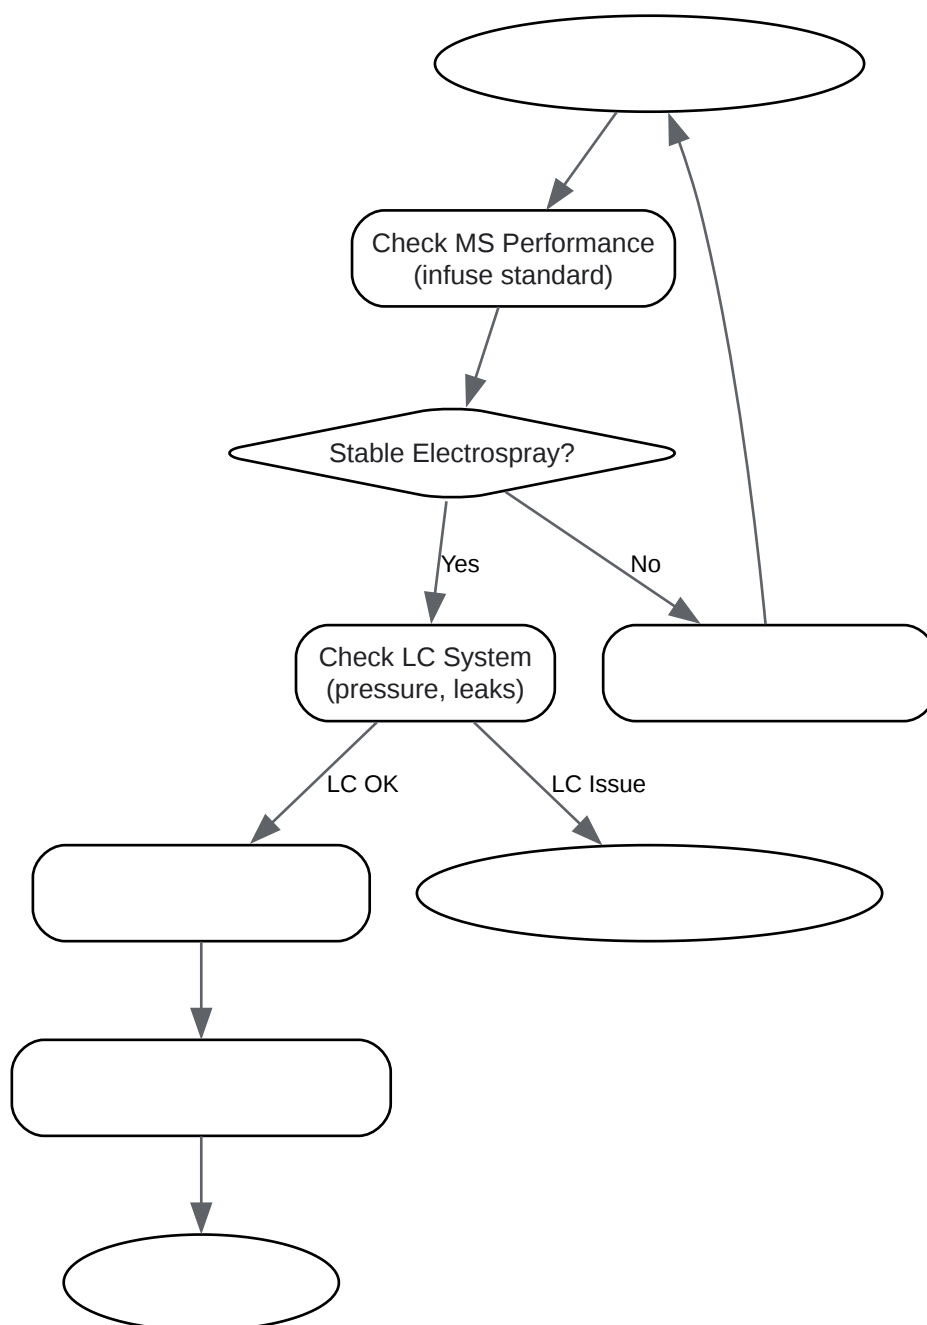 Check MS Performance
(infuse standard)
Stable Electrospray?
Yes
No
Check LC System
(pressure, leaks)
LC OK
LC Issue